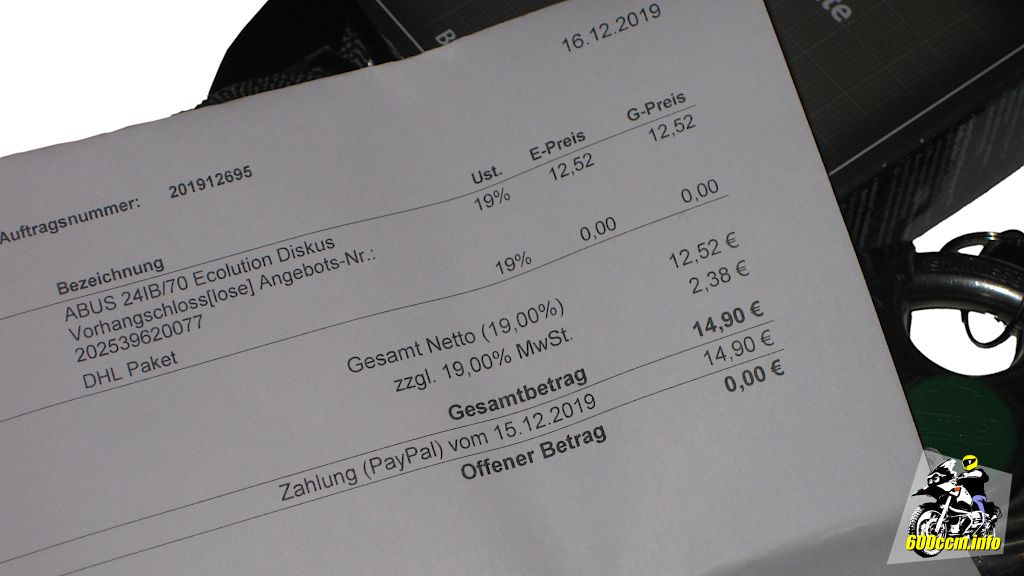 16.12.2019
Auftragsnummer: 201912695
Bezeichnung Ust. E-Preis G-Preis
ABUS 24IB/70 Ecolution Diskus 19% 12,52 12,52
Vorhangschloss[lose] Angebots-Nr.:
202539620077
DHL Paket 19% 0,00 0,00
Gesamt Netto (19,00%) 12,52 €
zzgl. 19,00% MwSt. 2,38 €
Gesamtbetrag 14,90 €
Zahlung (PayPal) vom 15.12.2019 14,90 €
Offener Betrag 0,00 €
600ccm.info